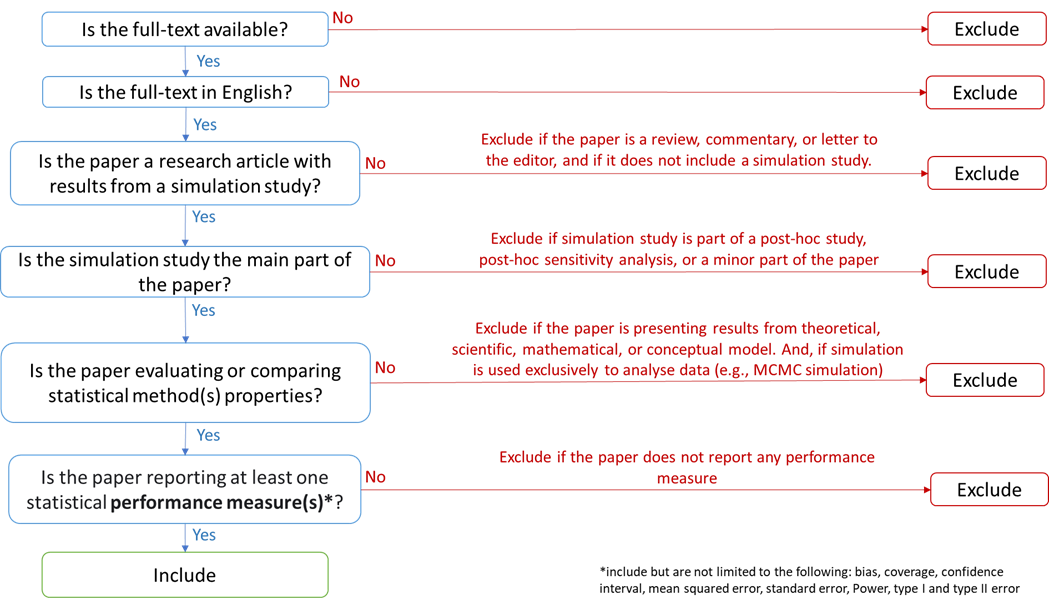 Is the full-text available?
No
Exclude
Yes
Is the full-text in English?
No
Exclude
Yes
Is the paper a research article with
results from a simulation study?
No
Exclude if the paper is a review, commentary, or letter to
the editor, and if it does not include a simulation study.
Exclude
Yes
Is the simulation study the main part of
the paper?
No
Exclude if simulation study is part of a post-hoc study,
post-hoc sensitivity analysis, or a minor part of the paper
Exclude
Yes
Is the paper evaluating or comparing
statistical method(s) properties?
No
Exclude if the paper is presenting results from theoretical,
scientific, mathematical, or conceptual model. And, if simulation
is used exclusively to analyse data (e.g., MCMC simulation)
Exclude
Yes
Is the paper reporting at least one
statistical performance measure(s)*?
No
Exclude if the paper does not report any performance
measure
Exclude
Yes
Include
*include but are not limited to the following: bias, coverage, confidence
interval, mean squared error, standard error, Power, type I and type II error